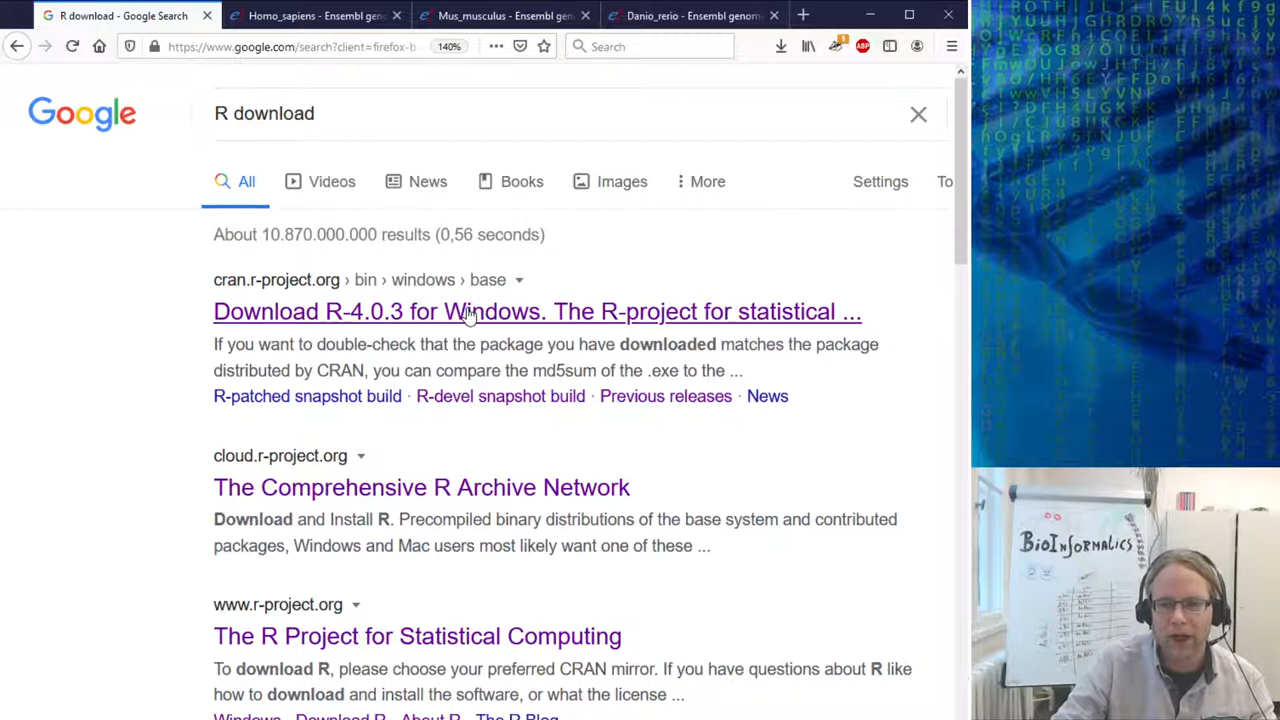 R download - Google Search
Homo_sapiens - Ensembl geno
Mus_musculus - Ensembl geno
Danio_rerio - Ensembl genom
https://www.google.com/search?client=firefox-b
140%
Search
Google
R download
All
Videos
News
Books
Images
More
Settings
To
About 10.870.000.000 results (0,56 seconds)
cran.r-project.org › bin › windows › base
Download R-4.0.3 for Windows. The R-project for statistical ...
If you want to double-check that the package you have downloaded matches the package
distributed by CRAN, you can compare the md5sum of the .exe to the ...
R-patched snapshot build · R-devel snapshot build · Previous releases · News
cloud.r-project.org
The Comprehensive R Archive Network
Download and Install R. Precompiled binary distributions of the base system and contributed
packages, Windows and Mac users most likely want one of these ...
www.r-project.org
The R Project for Statistical Computing
To download R, please choose your preferred CRAN mirror. If you have questions about R like
how to download and install the software, or what the license ...
Windows · Download R · About R · The R Blog
BioInformatics